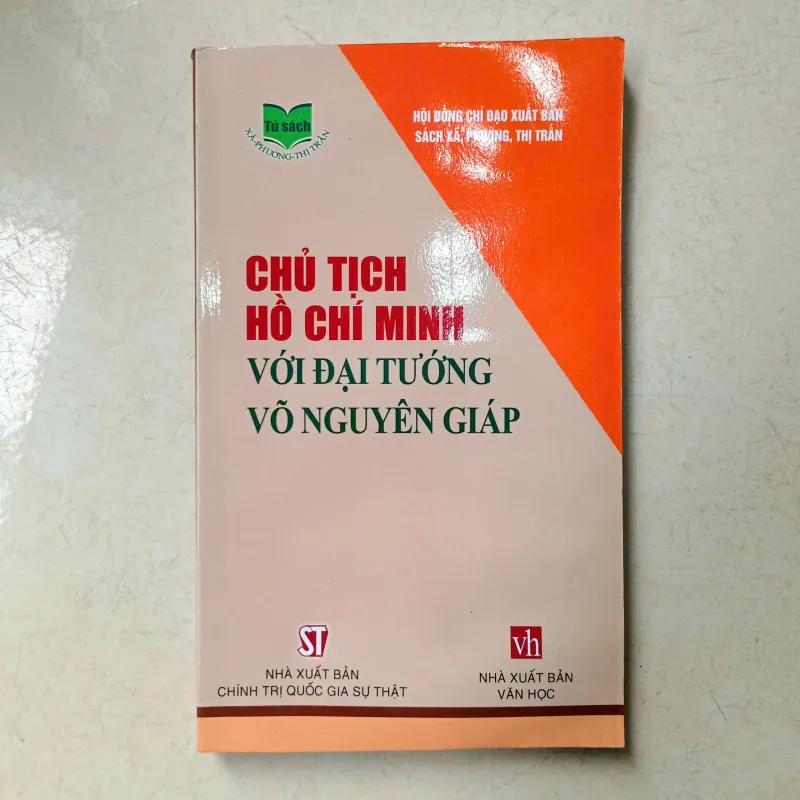 Tủ sách
XÃ-PHƯỜNG-THỊ TRẤN
HỘI ĐỒNG CHỈ ĐẠO XUẤT BẢN
SÁCH XÃ, PHƯỜNG, THỊ TRẤN
CHỦ TỊCH
HỒ CHÍ MINH
VỚI ĐẠI TƯỚNG
VÕ NGUYÊN GIÁP
ST
NHÀ XUẤT BẢN
CHÍNH TRỊ QUỐC GIA SỰ THẬT
vh
NHÀ XUẤT BẢN
VĂN HỌC